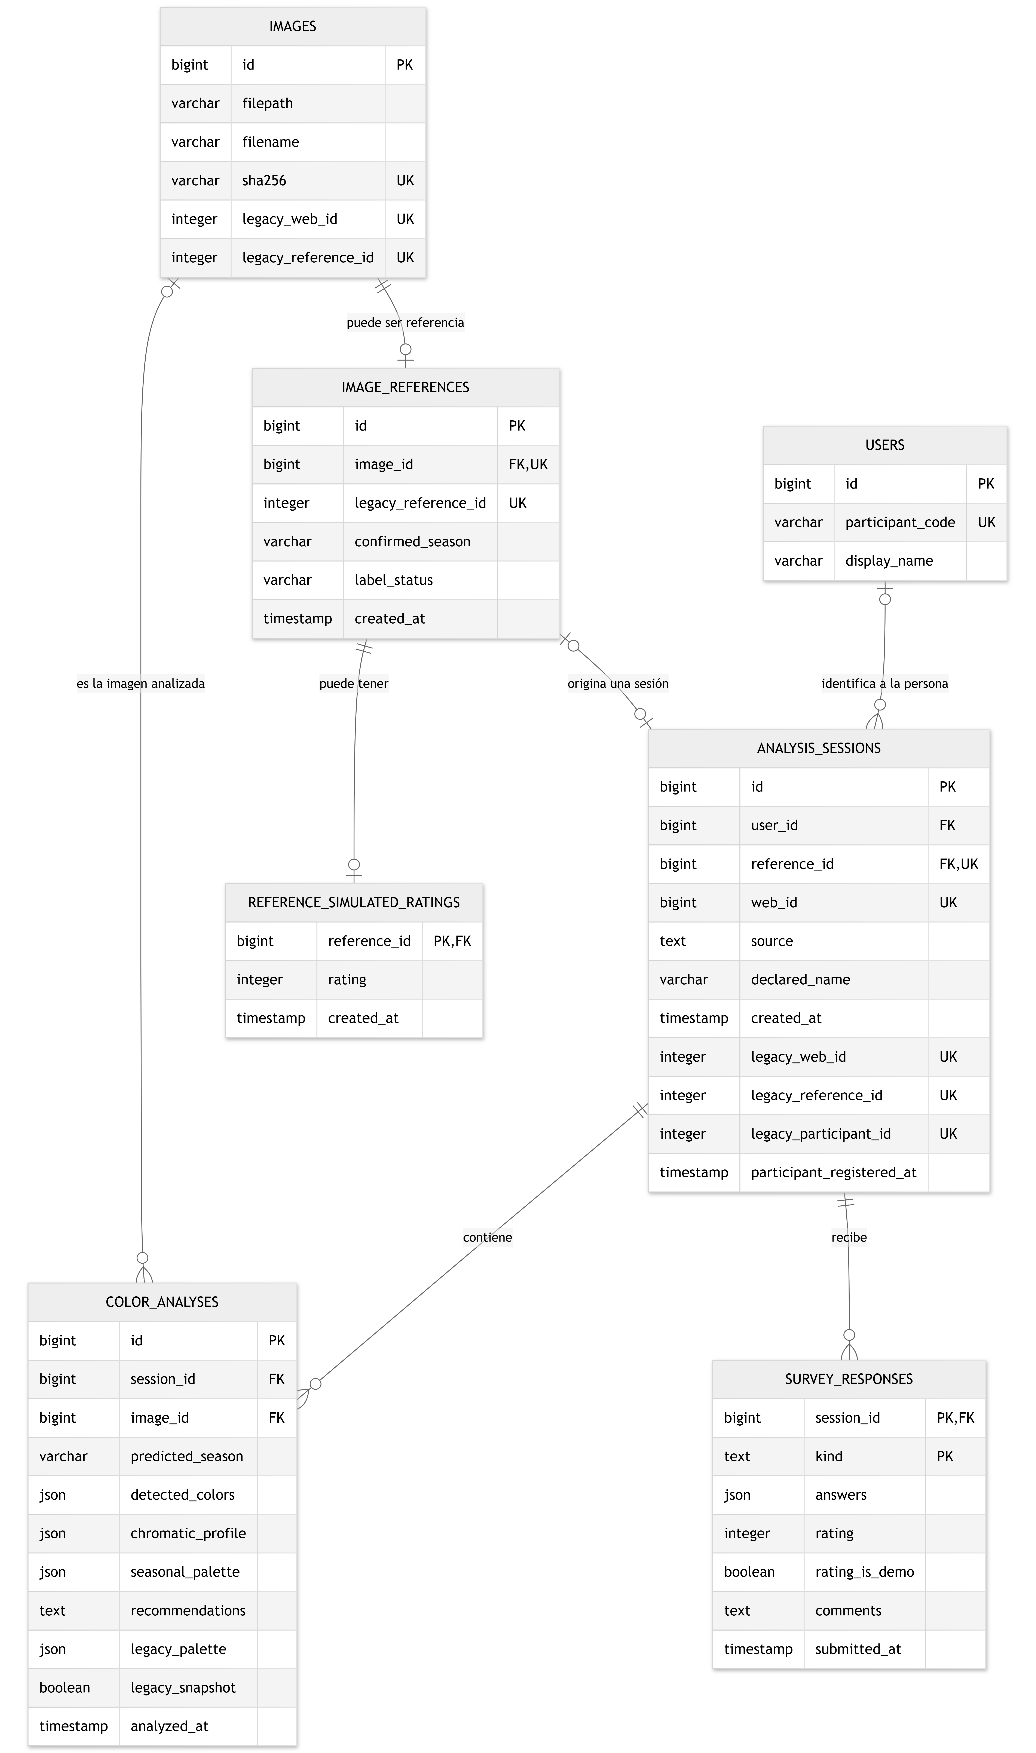 IMAGES
bigint id PK
varchar filepath
varchar filename
varchar sha256 UK
integer legacy_web_id UK
integer legacy_reference_id UK
puede ser referencia
IMAGE_REFERENCES
bigint id PK
bigint image_id FK,UK
integer legacy_reference_id UK
varchar confirmed_season
varchar label_status
timestamp created_at
USERS
bigint id PK
varchar participant_code UK
varchar display_name
es la imagen analizada
puede tener
origina una sesión
identifica a la persona
ANALYSIS_SESSIONS
bigint id PK
bigint user_id FK
bigint reference_id FK,UK
bigint web_id UK
text source
varchar declared_name
timestamp created_at
integer legacy_web_id UK
integer legacy_reference_id UK
integer legacy_participant_id UK
timestamp participant_registered_at
REFERENCE_SIMULATED_RATINGS
bigint reference_id PK,FK
integer rating
timestamp created_at
contiene
recibe
COLOR_ANALYSES
bigint id PK
bigint session_id FK
bigint image_id FK
varchar predicted_season
json detected_colors
json chromatic_profile
json seasonal_palette
text recommendations
json legacy_palette
boolean legacy_snapshot
timestamp analyzed_at
SURVEY_RESPONSES
bigint session_id PK,FK
text kind PK
json answers
integer rating
boolean rating_is_demo
text comments
timestamp submitted_at